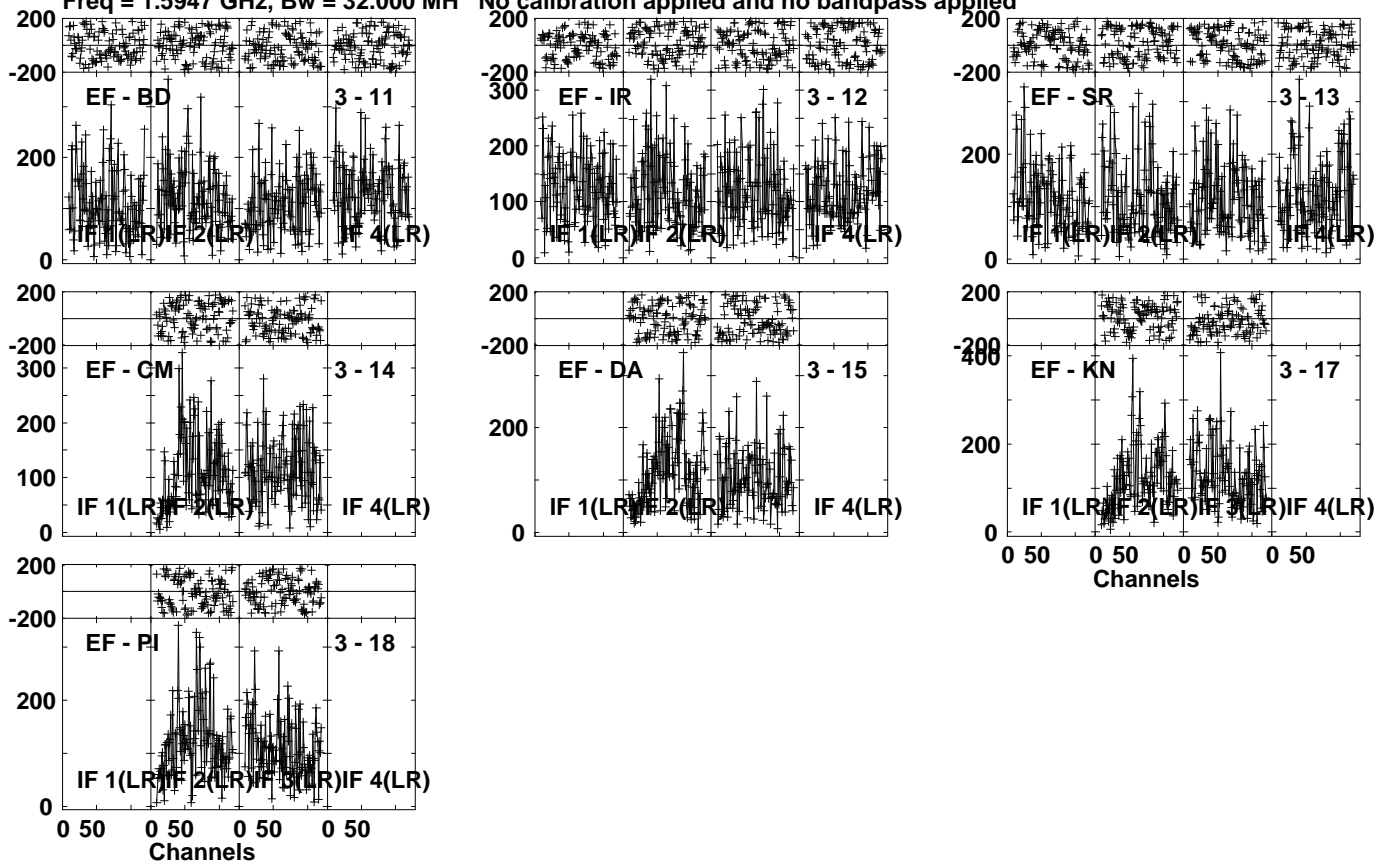 Freq = 1.5947 GHz, Bw = 32.000 MH No calibration applied and no bandpass applied
200 200 200
-200 -200 -200
EF - BD 3 - 11 EF - IR 3 - 12 EF - SR 3 - 13
300
200 200 200
100
IF 1(LR) IF 2(LR) IF 4(LR) IF 1(LR) IF 2(LR) IF 4(LR) IF 1(LR) IF 2(LR) IF 4(LR)
0 0 0
200 200 200
-200 -200 -200
EF - CM 3 - 14 EF - DA 3 - 15 EF - KN 3 - 17
300 400
200 200 200
100
IF 1(LR) IF 2(LR) IF 4(LR) IF 1(LR) IF 2(LR) IF 4(LR) IF 1(LR) IF 2(LR) IF 3(LR) IF 4(LR)
0 0 0
0 50 0 50 0 50 0 50
Channels
200
-200
EF - PI 3 - 18
200
IF 1(LR) IF 2(LR) IF 3(LR) IF 4(LR)
0
0 50 0 50 0 50 0 50
Channels